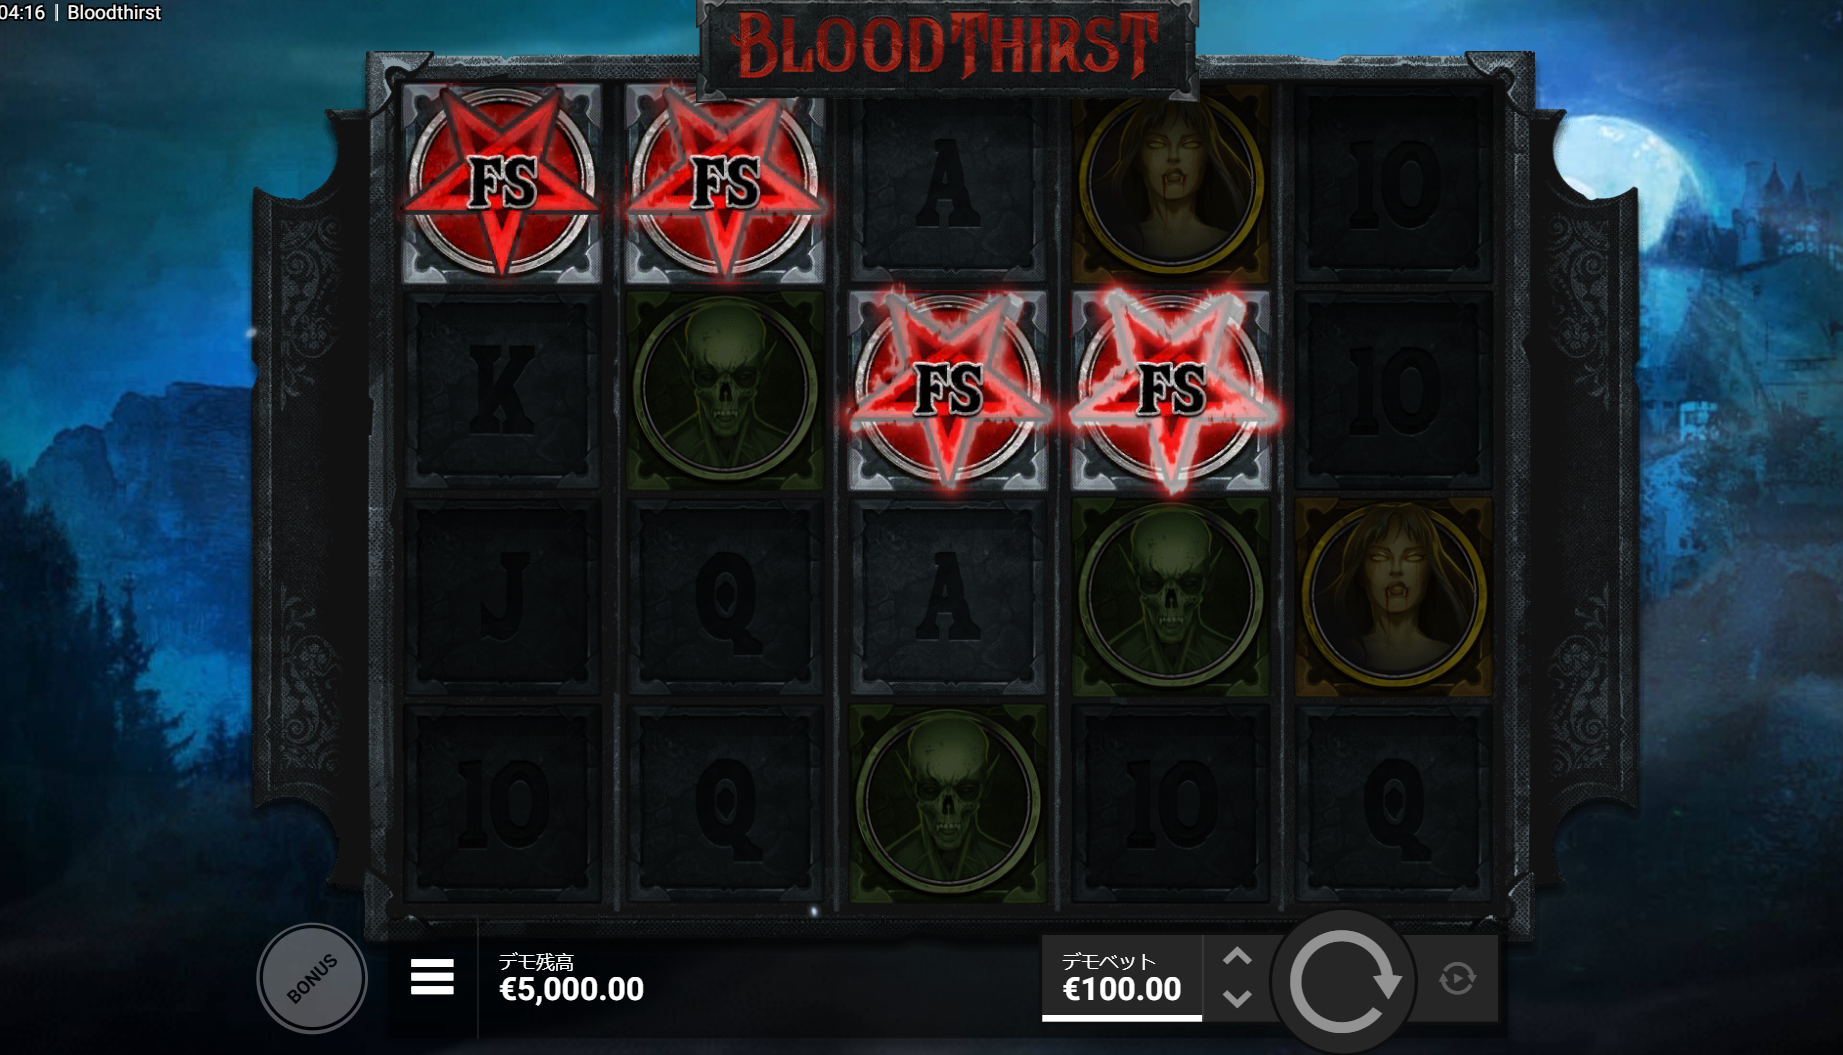 04:16 | Bloodthirst
BLOODTHIRST
FS FS A 10
K FS FS 10
J Q A
10 Q 10 Q
BONUS
デモ残高
€5,000.00
デモベット
€100.00